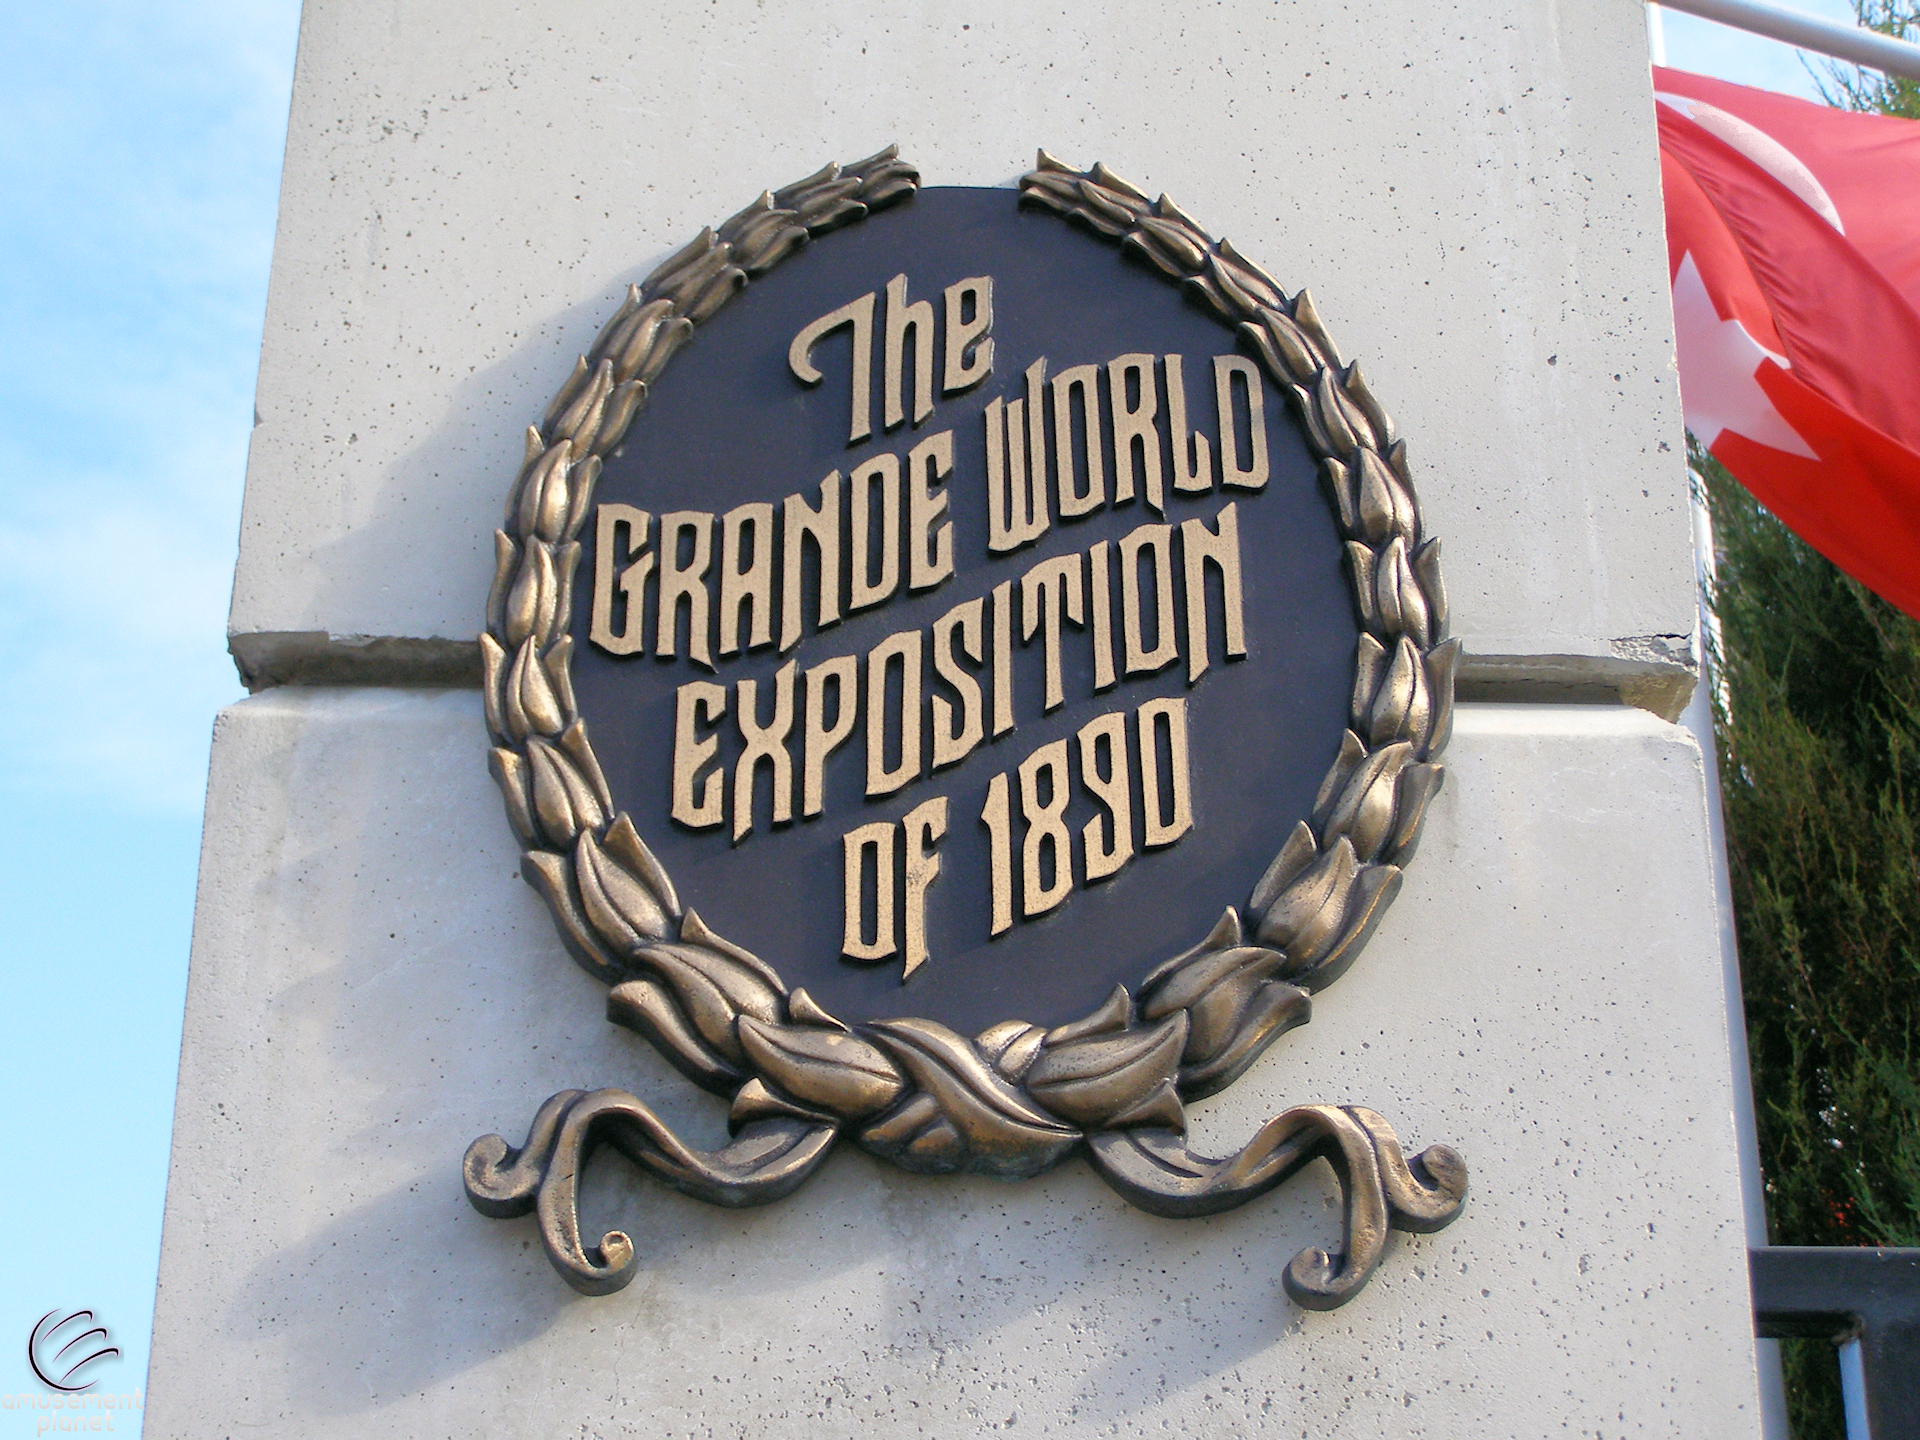 The
GRANDE WORLD
EXPOSITION
OF 1890
amusement
planet